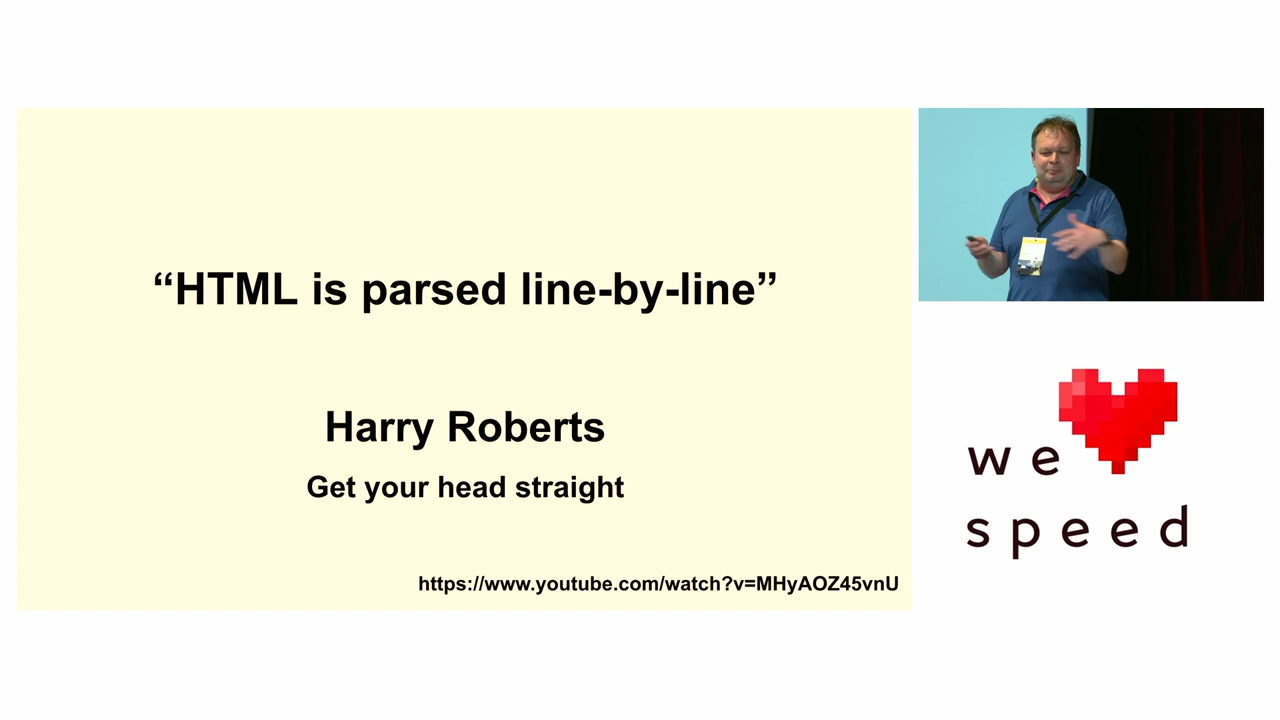 “HTML is parsed line-by-line”
Harry Roberts
Get your head straight
https://www.youtube.com/watch?v=MHyAOZ45vnU
we
speed